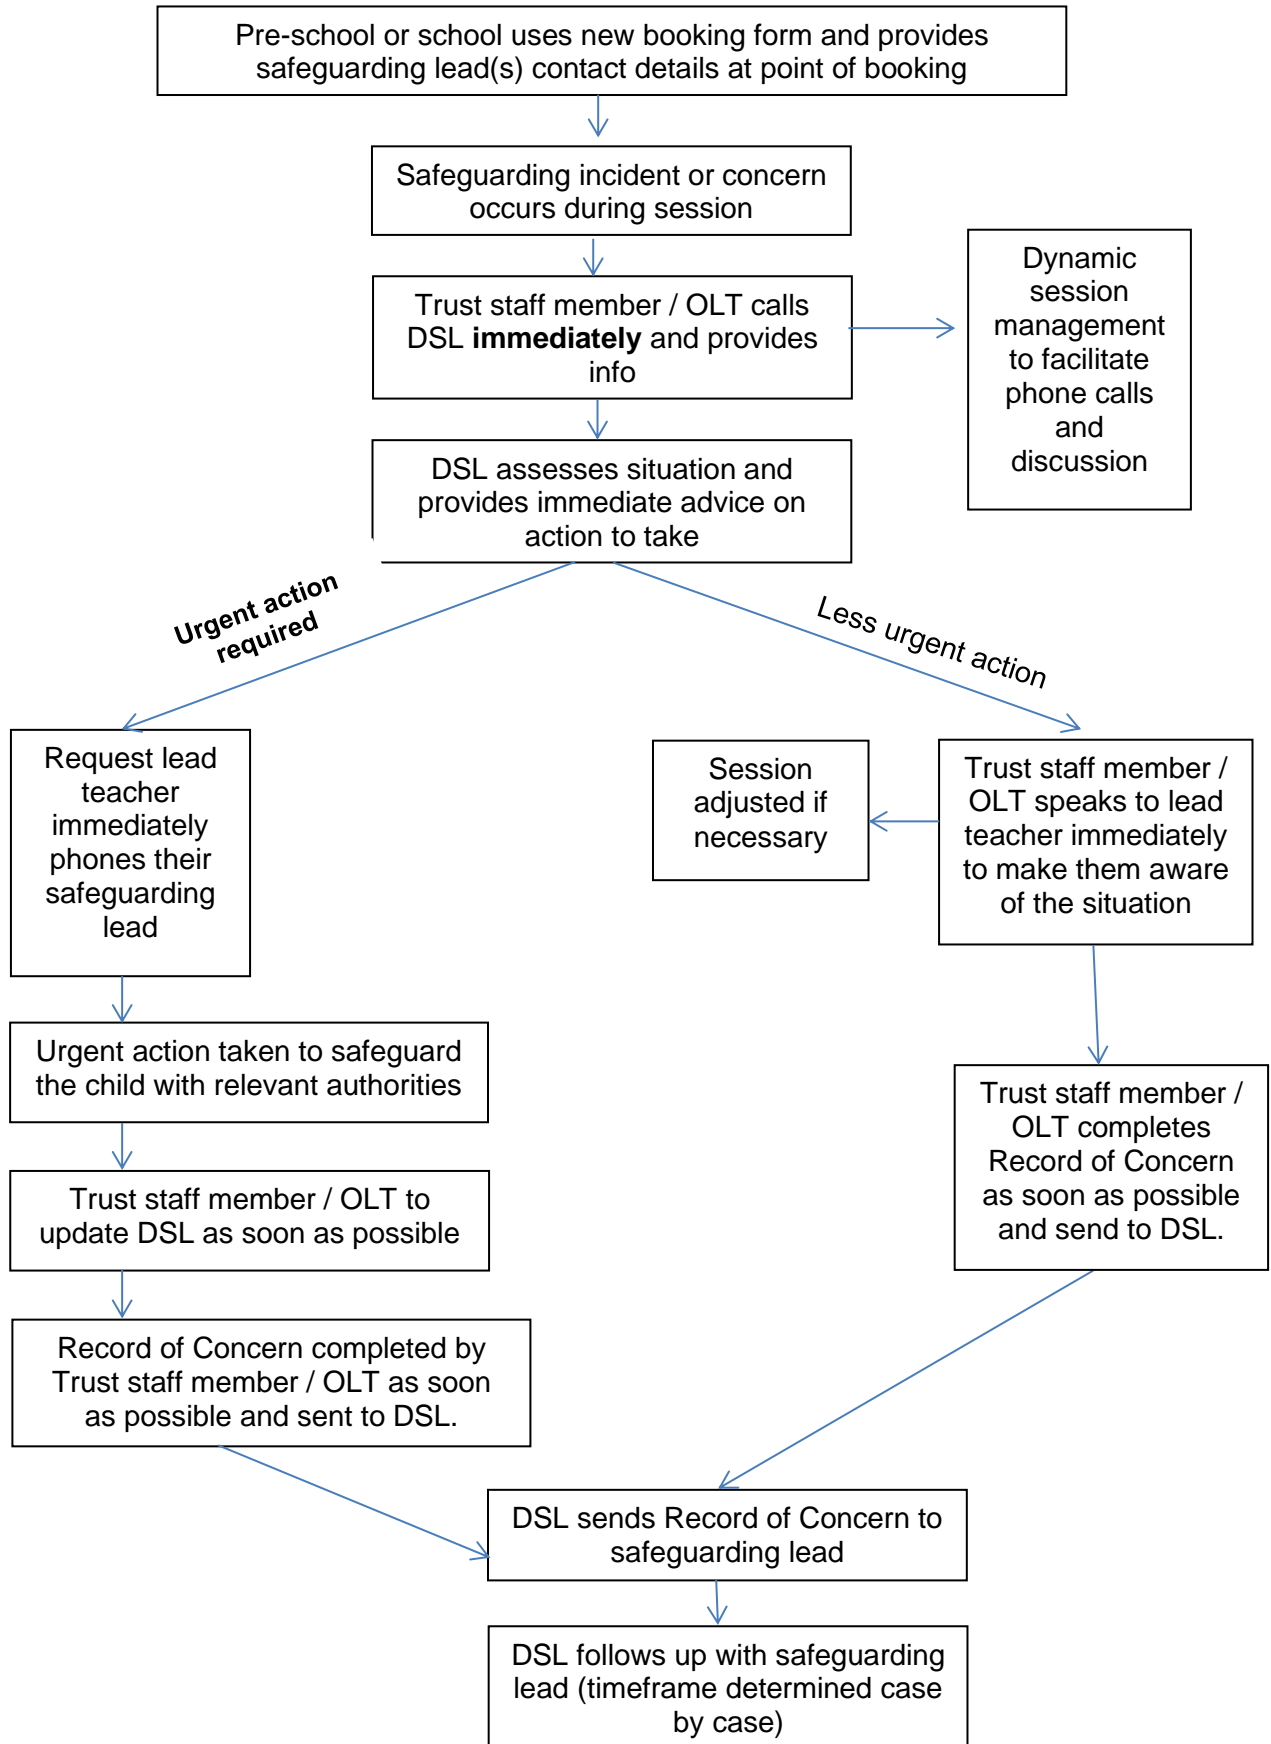 Pre-school or school uses new booking form and provides
safeguarding lead(s) contact details at point of booking
Safeguarding incident or concern
occurs during session
Trust staff member / OLT calls
DSL immediately and provides
info
Dynamic
session
management
to facilitate
phone calls
and
discussion
DSL assesses situation and
provides immediate advice on
action to take
Urgent action
required
Less urgent action
Request lead
teacher
immediately
phones their
safeguarding
lead
Session
adjusted if
necessary
Trust staff member /
OLT speaks to lead
teacher immediately
to make them aware
of the situation
Urgent action taken to safeguard
the child with relevant authorities
Trust staff member /
OLT completes
Record of Concern
as soon as possible
and send to DSL.
Trust staff member / OLT to
update DSL as soon as possible
Record of Concern completed by
Trust staff member / OLT as soon
as possible and sent to DSL.
DSL sends Record of Concern to
safeguarding lead
DSL follows up with safeguarding
lead (timeframe determined case
by case)